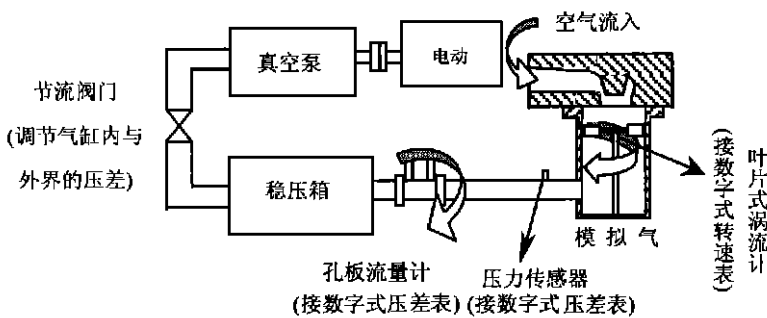 空气流入
真空泵
电动
节流阀门
(调节气缸内与
外界的压差)
稳压箱
模拟气
叶片式涡流计
(接数字式转速表)
孔板流量计
(接数字式压差表)
压力传感器
(接数字式压差表)